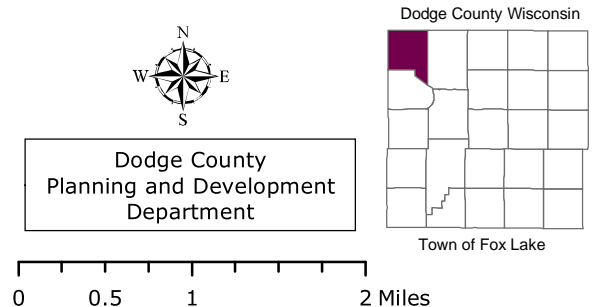 Dodge County Wisconsin
N
W E
S
Dodge County
Planning and Development
Department
Town of Fox Lake
0 0.5 1 2 Miles